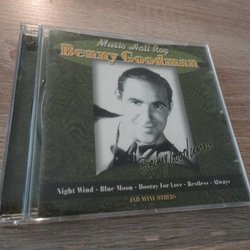 Music Hall Rag
Benny Goodman
Night Wind • Blue Moon • Hooray For Love • Restless • Always
AND MANY OTHERS